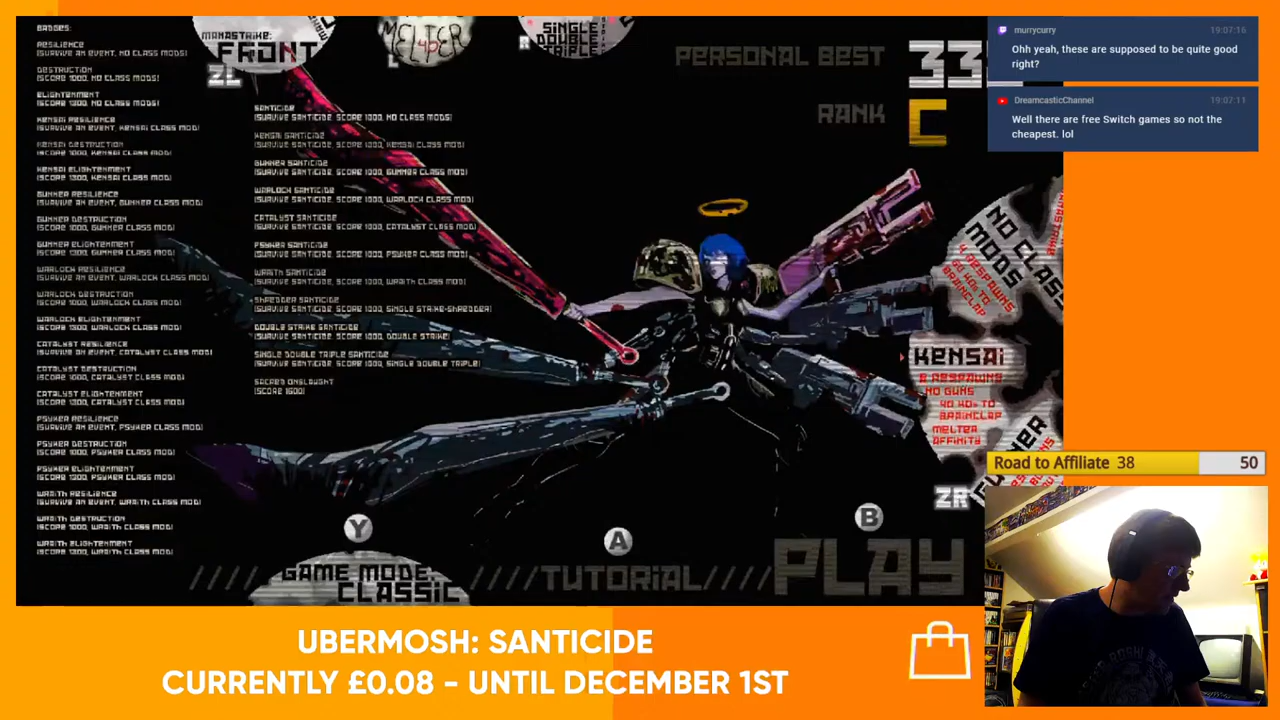 BADGES:
RESILIENCE
(SURVIVE AN EVENT, NO CLASS MODS)
DESTRUCTION
(SCORE 1000, NO CLASS MODS)
ELIGHTENMENT
(SCORE 1300, NO CLASS MODS)
KENSAI RESILIENCE
(SURVIVE AN EVENT, KENSAI CLASS MOD)
KENSAI DESTRUCTION
(SCORE 1000, KENSAI CLASS MOD)
KENSAI ELIGHTENMENT
(SCORE 1300, KENSAI CLASS MOD)
GUNNER RESILIENCE
(SURVIVE AN EVENT, GUNNER CLASS MOD)
GUNNER DESTRUCTION
(SCORE 1000, GUNNER CLASS MOD)
GUNNER ELIGHTENMENT
(SCORE 1300, GUNNER CLASS MOD)
WARLOCK RESILIENCE
(SURVIVE AN EVENT, WARLOCK CLASS MOD)
WARLOCK DESTRUCTION
(SCORE 1000, WARLOCK CLASS MOD)
WARLOCK ELIGHTENMENT
(SCORE 1300, WARLOCK CLASS MOD)
CATALYST RESILIENCE
(SURVIVE AN EVENT, CATALYST CLASS MOD)
CATALYST DESTRUCTION
(SCORE 1000, CATALYST CLASS MOD)
CATALYST ELIGHTENMENT
(SCORE 1300, CATALYST CLASS MOD)
PSYKER RESILIENCE
(SURVIVE AN EVENT, PSYKER CLASS MOD)
PSYKER DESTRUCTION
(SCORE 1000, PSYKER CLASS MOD)
PSYKER ELIGHTENMENT
(SCORE 1300, PSYKER CLASS MOD)
WRAITH RESILIENCE
(SURVIVE AN EVENT, WRAITH CLASS MOD)
WRAITH DESTRUCTION
(SCORE 1000, WRAITH CLASS MOD)
WRAITH ELIGHTENMENT
(SCORE 1300, WRAITH CLASS MOD)
SANTICIDE
(SURVIVE SANTICIDE, SCORE 1000, NO CLASS MODS)
KENSAI SANTICIDE
(SURVIVE SANTICIDE, SCORE 1000, KENSAI CLASS MOD)
GUNNER SANTICIDE
(SURVIVE SANTICIDE, SCORE 1000, GUNNER CLASS MOD)
WARLOCK SANTICIDE
(SURVIVE SANTICIDE, SCORE 1000, WARLOCK CLASS MOD)
CATALYST SANTICIDE
(SURVIVE SANTICIDE, SCORE 1000, CATALYST CLASS MOD)
PSYKER SANTICIDE
(SURVIVE SANTICIDE, SCORE 1000, PSYKER CLASS MOD)
WRAITH SANTICIDE
(SURVIVE SANTICIDE, SCORE 1000, WRAITH CLASS MOD)
SHREDDER SANTICIDE
(SURVIVE SANTICIDE, SCORE 1000, SINGLE STRIKE-SHREDDER)
DOUBLE STRIKE SANTICIDE
(SURVIVE SANTICIDE, SCORE 1000, DOUBLE STRIKE)
SINGLE DOUBLE TRIPLE SANTICIDE
(SURVIVE SANTICIDE, SCORE 1000, SINGLE DOUBLE TRIPLE)
SACRED ONSLAUGHT
(SCORE 1600)
MANASTRIKE:
FRONT
ZL
MELTER
L
R
SINGLE
DOUBLE
TRIPLE
PERSONAL BEST
RANK C
NO CLASS
MODS
BRAINCLAP
KENSAI
2 RESPAWNS
NO GUNS
40 KOs TO
BRAINCLAP
MELTER
AFFINITY
GUNNER
ZR
Y
GAME MODE
CLASSIC
A
////TUTORIAL////
B
PLAY
murrycurry 19:07:16
Ohh yeah, these are supposed to be quite good
right?
DreamcasticChannel 19:07:11
Well there are free Switch games so not the
cheapest. lol
Road to Affiliate 38 50
UBERMOSH: SANTICIDE
CURRENTLY £0.08 - UNTIL DECEMBER 1ST